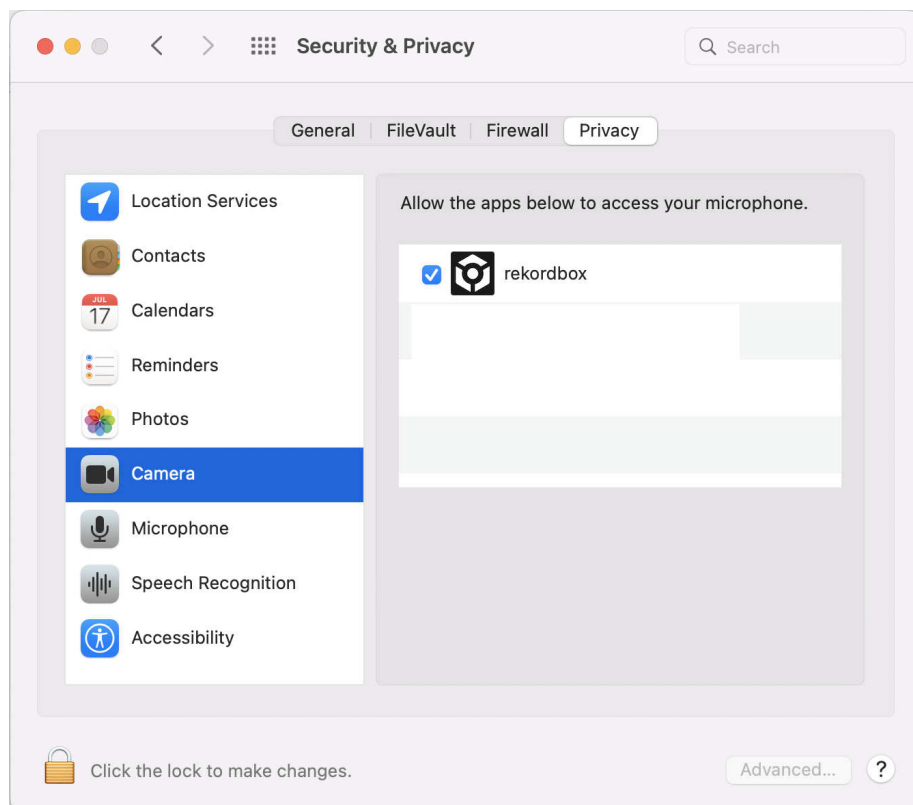 Security & Privacy
Search
General FileVault Firewall Privacy
Location Services
Contacts
JUL
17
Calendars
Reminders
Photos
Camera
Microphone
Speech Recognition
Accessibility
Allow the apps below to access your microphone.
rekordbox
Click the lock to make changes.
Advanced...
?